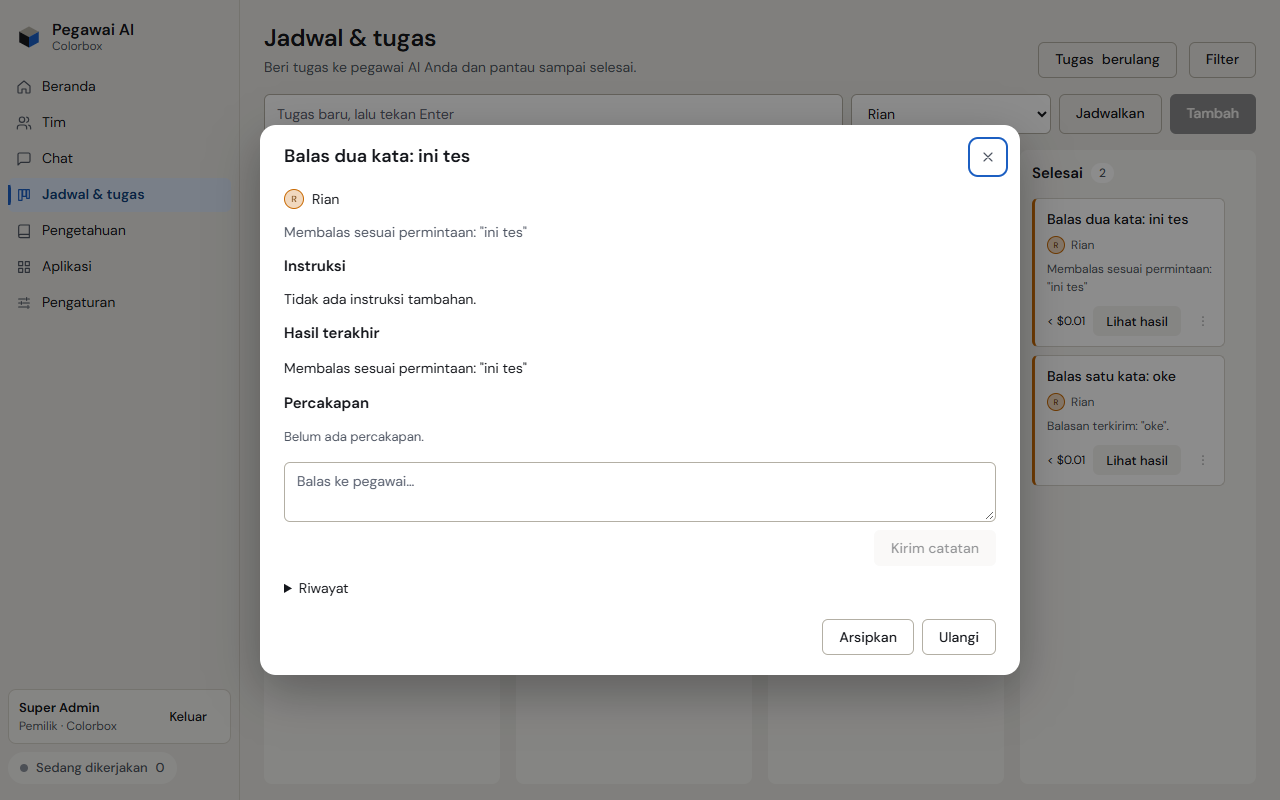 Pegawai AI
Colorbox
Beranda
Tim
Chat
Jadwal & tugas
Pengetahuan
Aplikasi
Pengaturan
Super Admin
Pemilik · Colorbox
Keluar
Sedang dikerjakan 0
Jadwal & tugas
Beri tugas ke pegawai AI Anda dan pantau sampai selesai.
Tugas berulang
Filter
Tugas baru, lalu tekan Enter
Rian
Jadwalkan
Tambah
Balas dua kata: ini tes
R Rian
Membalas sesuai permintaan: "ini tes"
Instruksi
Tidak ada instruksi tambahan.
Hasil terakhir
Membalas sesuai permintaan: "ini tes"
Percakapan
Belum ada percakapan.
Balas ke pegawai…
Kirim catatan
Riwayat
Arsipkan
Ulangi
Selesai 2
Balas dua kata: ini tes
R Rian
Membalas sesuai permintaan:
"ini tes"
< $0.01 Lihat hasil
Balas satu kata: oke
R Rian
Balasan terkirim: "oke".
< $0.01 Lihat hasil